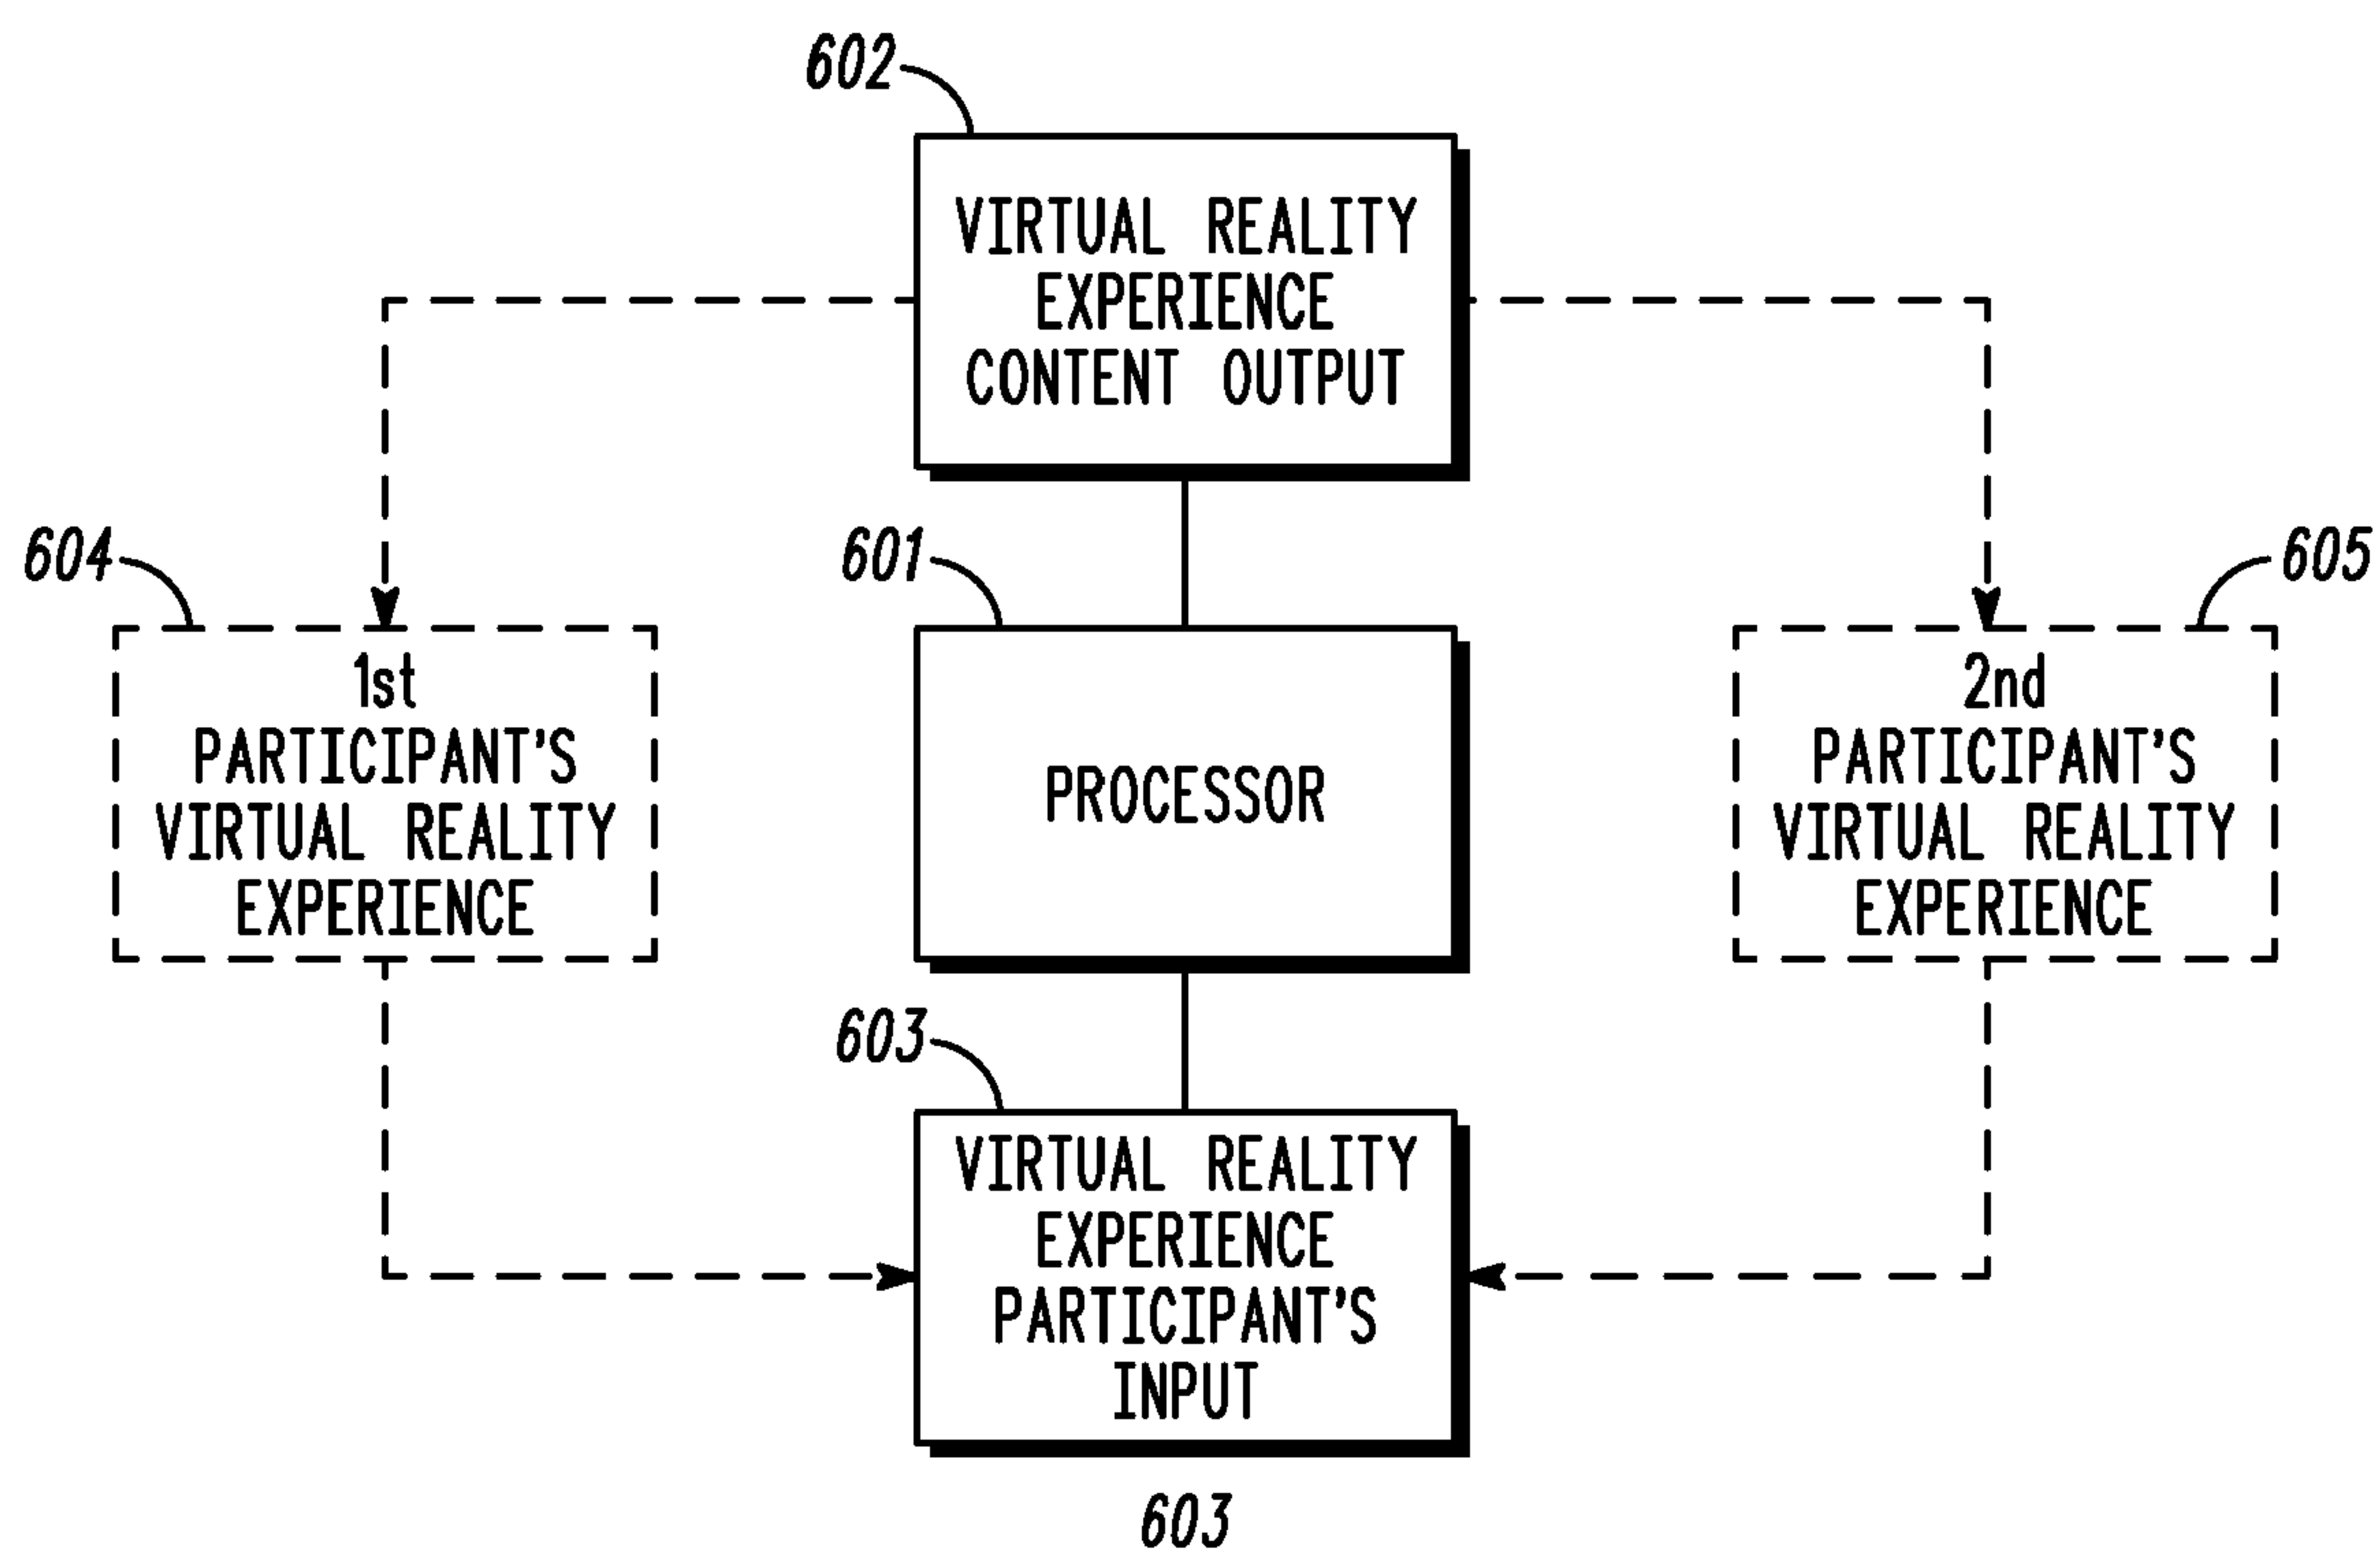 602
VIRTUAL REALITY
EXPERIENCE
CONTENT OUTPUT
604
1st
PARTICIPANT'S
VIRTUAL REALITY
EXPERIENCE
601
PROCESSOR
605
2nd
PARTICIPANT'S
VIRTUAL REALITY
EXPERIENCE
603
VIRTUAL REALITY
EXPERIENCE
PARTICIPANT'S
INPUT
603